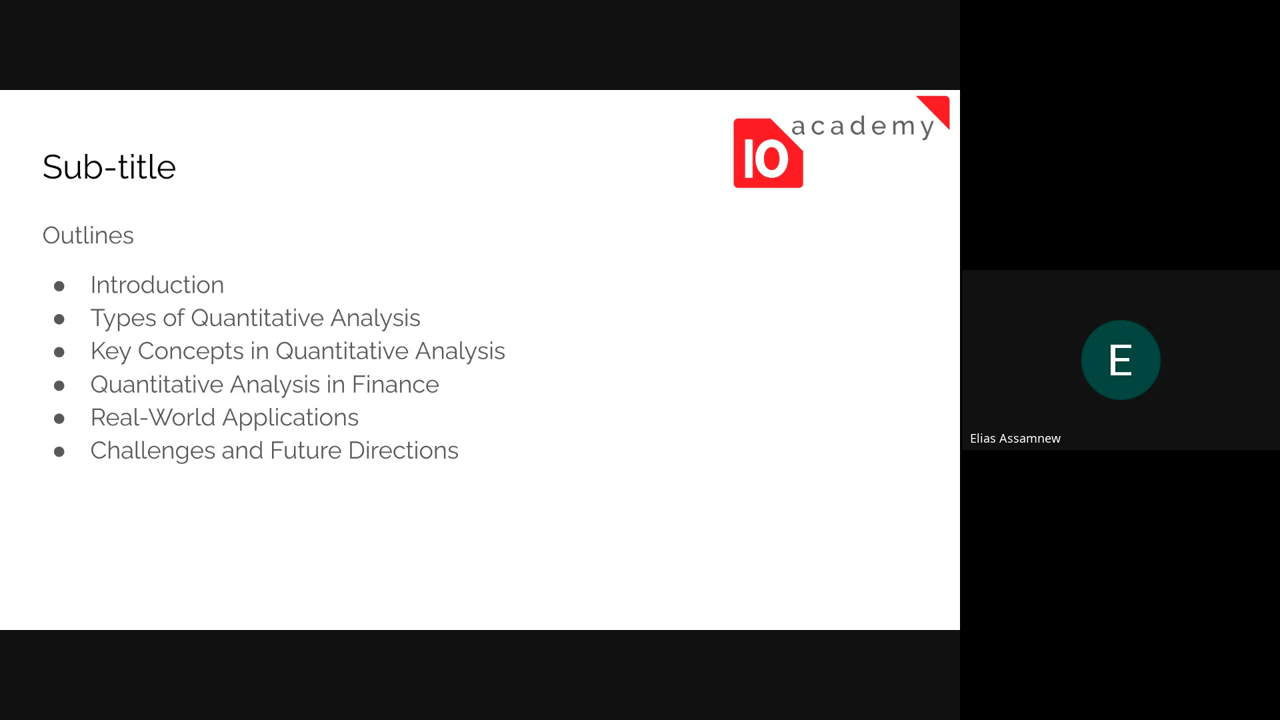 academy
10
Sub-title
Outlines
● Introduction
● Types of Quantitative Analysis
● Key Concepts in Quantitative Analysis
● Quantitative Analysis in Finance
● Real-World Applications
● Challenges and Future Directions
E
Elias Assamnew